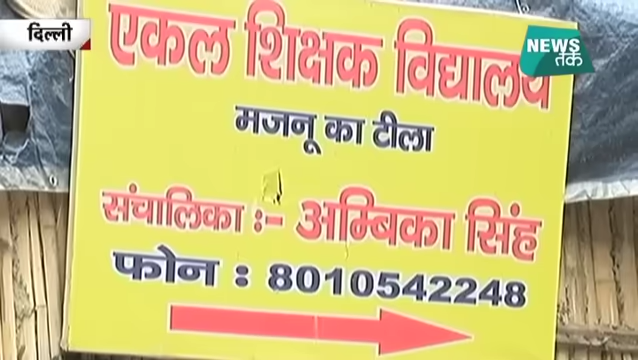 दिल्ली
NEWS
तक
एकल शिक्षक विद्यालय
मजनू का टीला
संचालिका :- अम्बिका सिंह
फोन : 8010542248